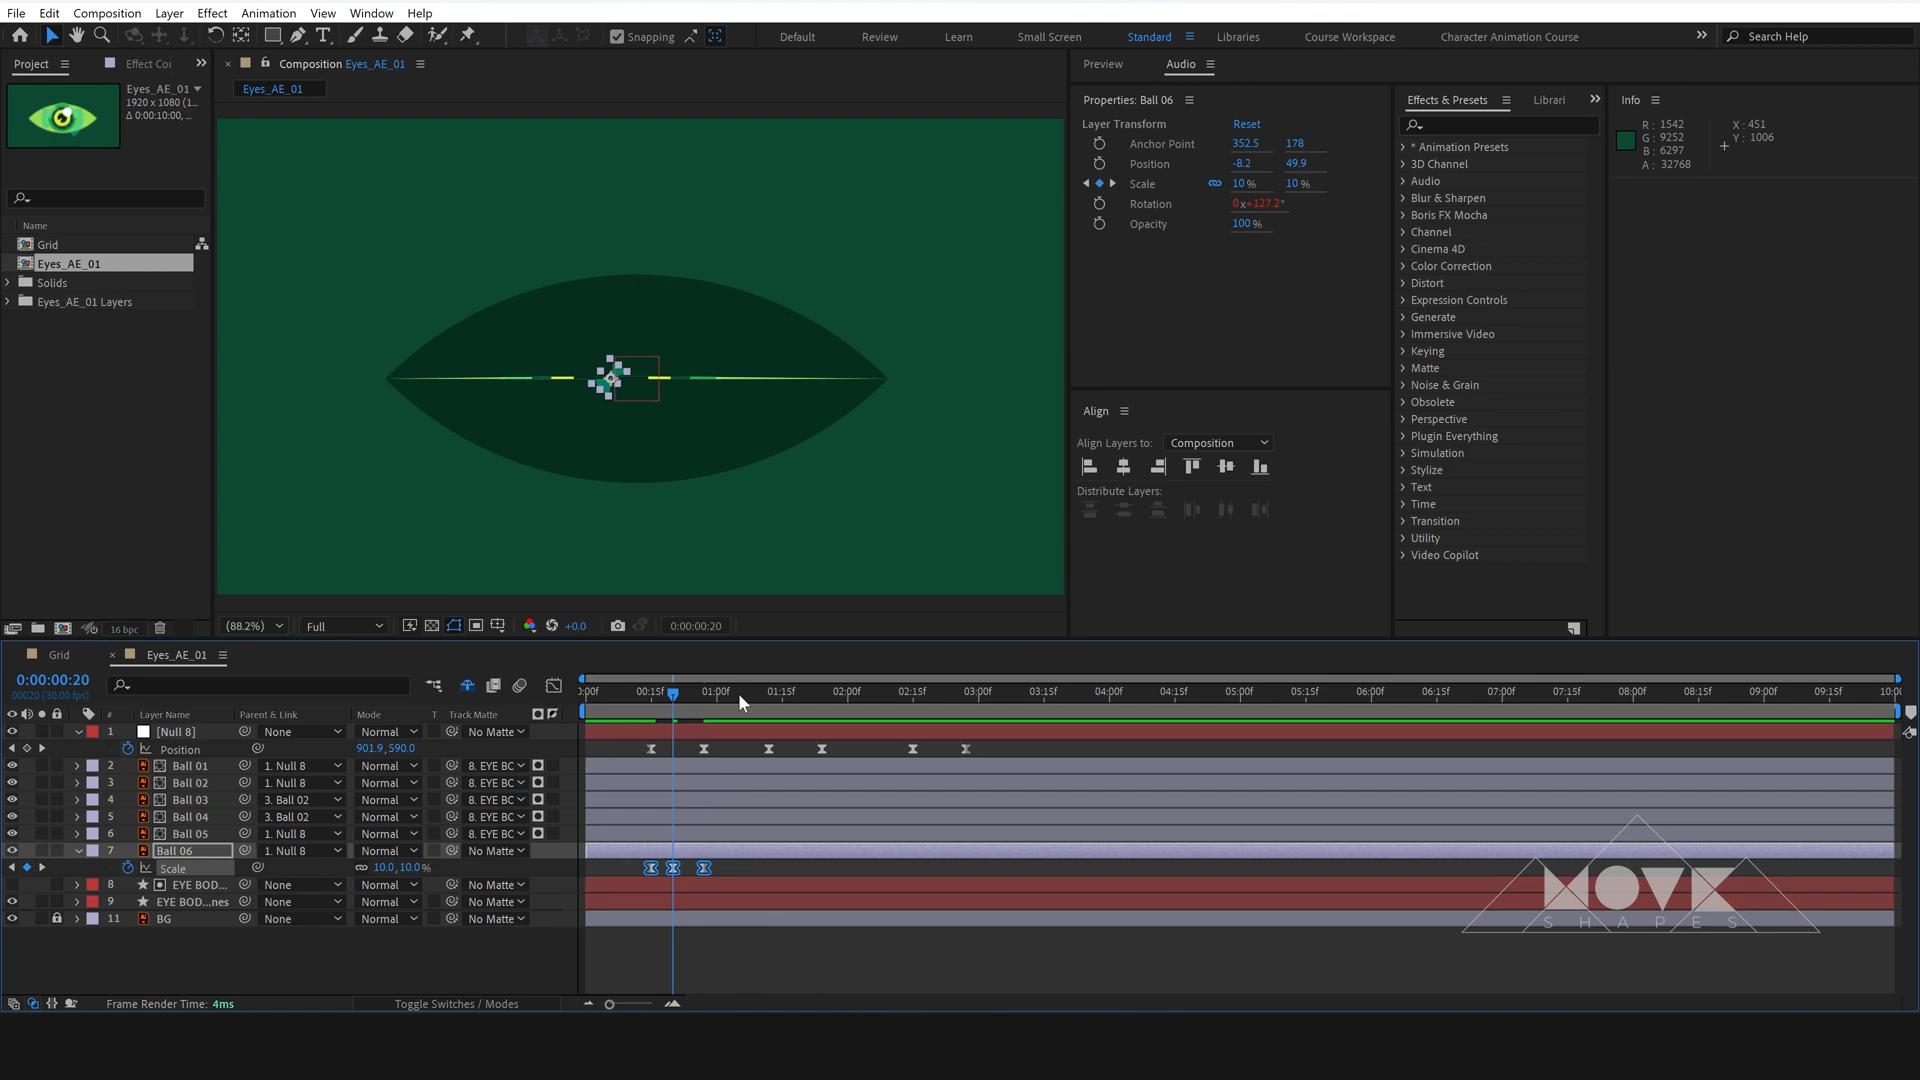 File Edit Composition Layer Effect Animation View Window Help
Snapping Default Review Learn Small Screen Standard Libraries Course Workspace Character Animation Course Search Help
Project Effect Coı
Eyes_AE_01
1920 x 1080 (1...
Δ 0:00:10:00, ...
Name
Grid
Eyes_AE_01
Solids
Eyes_AE_01 Layers
16 bpc
Composition Eyes_AE_01
Eyes_AE_01
(88.2%) Full +0.0 0:00:00:20
Preview Audio
Properties: Ball 06
Layer Transform Reset
Anchor Point 352.5 178
Position -8.2 49.9
Scale 10 % 10 %
Rotation 0x+127.2°
Opacity 100 %
Align
Align Layers to: Composition
Distribute Layers:
Effects & Presets Librari
* Animation Presets
3D Channel
Audio
Blur & Sharpen
Boris FX Mocha
Channel
Cinema 4D
Color Correction
Distort
Expression Controls
Generate
Immersive Video
Keying
Matte
Noise & Grain
Obsolete
Perspective
Plugin Everything
Simulation
Stylize
Text
Time
Transition
Utility
Video Copilot
Info
R: 1542
G: 9252
B: 6297
A: 32768
X: 451
Y: 1006
Grid Eyes_AE_01
0:00:00:20
00020 (30.00 fps)
):00f 00:15f 01:00f 01:15f 02:00f 02:15f 03:00f 03:15f 04:00f 04:15f 05:00f 05:15f 06:00f 06:15f 07:00f 07:15f 08:00f 08:15f 09:00f 09:15f 10:0
# Layer Name Parent & Link Mode T Track Matte
1 [Null 8] None Normal No Matte
Position 901.9, 590.0
2 Ball 01 1. Null 8 Normal 8. EYE BC
3 Ball 02 1. Null 8 Normal 8. EYE BC
4 Ball 03 3. Ball 02 Normal 8. EYE BC
5 Ball 04 3. Ball 02 Normal 8. EYE BC
6 Ball 05 1. Null 8 Normal 8. EYE BC
7 Ball 06 1. Null 8 Normal No Matte
Scale 10.0, 10.0%
8 EYE BOD... None Normal No Matte
9 EYE BOD...nes None Normal No Matte
11 BG None Normal No Matte
Frame Render Time: 4ms Toggle Switches / Modes
MOVK
SHAPES